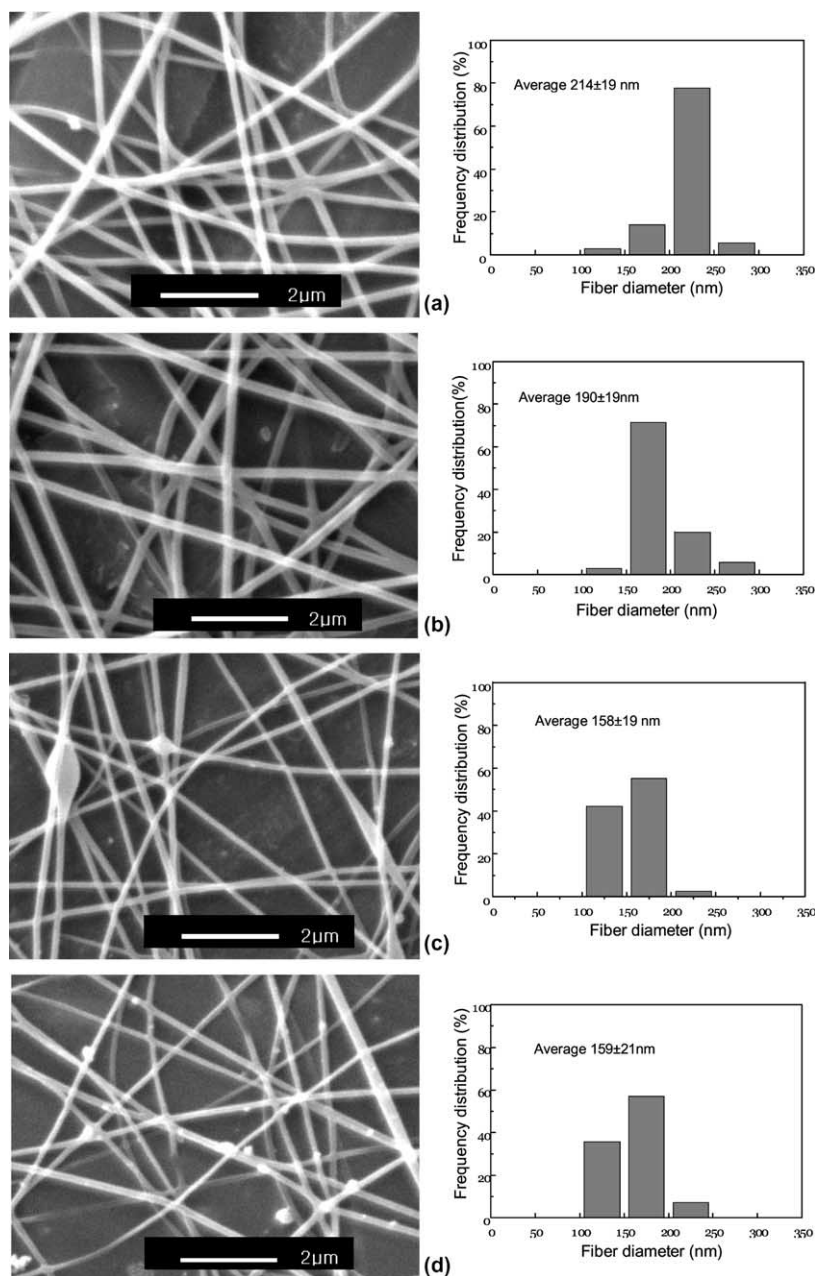 100
80
60
40
20
0
Frequency distribution (%)
Average 214±19 nm
0 50 100 150 200 250 300 350
Fiber diameter (nm)
2μm
(a)
100
80
60
40
20
0
Frequency distribution(%)
Average 190±19nm
0 50 100 150 200 250 300 350
Fiber diameter (nm)
2μm
(b)
100
80
60
40
20
0
Frequency distribution (%)
Average 158±19 nm
0 50 100 150 200 250 300 350
Fiber diameter (nm)
2μm
(c)
100
80
60
40
20
0
Frequency distribution (%)
Average 159±21nm
0 50 100 150 200 250 300 350
Fiber diameter (nm)
2μm
(d)